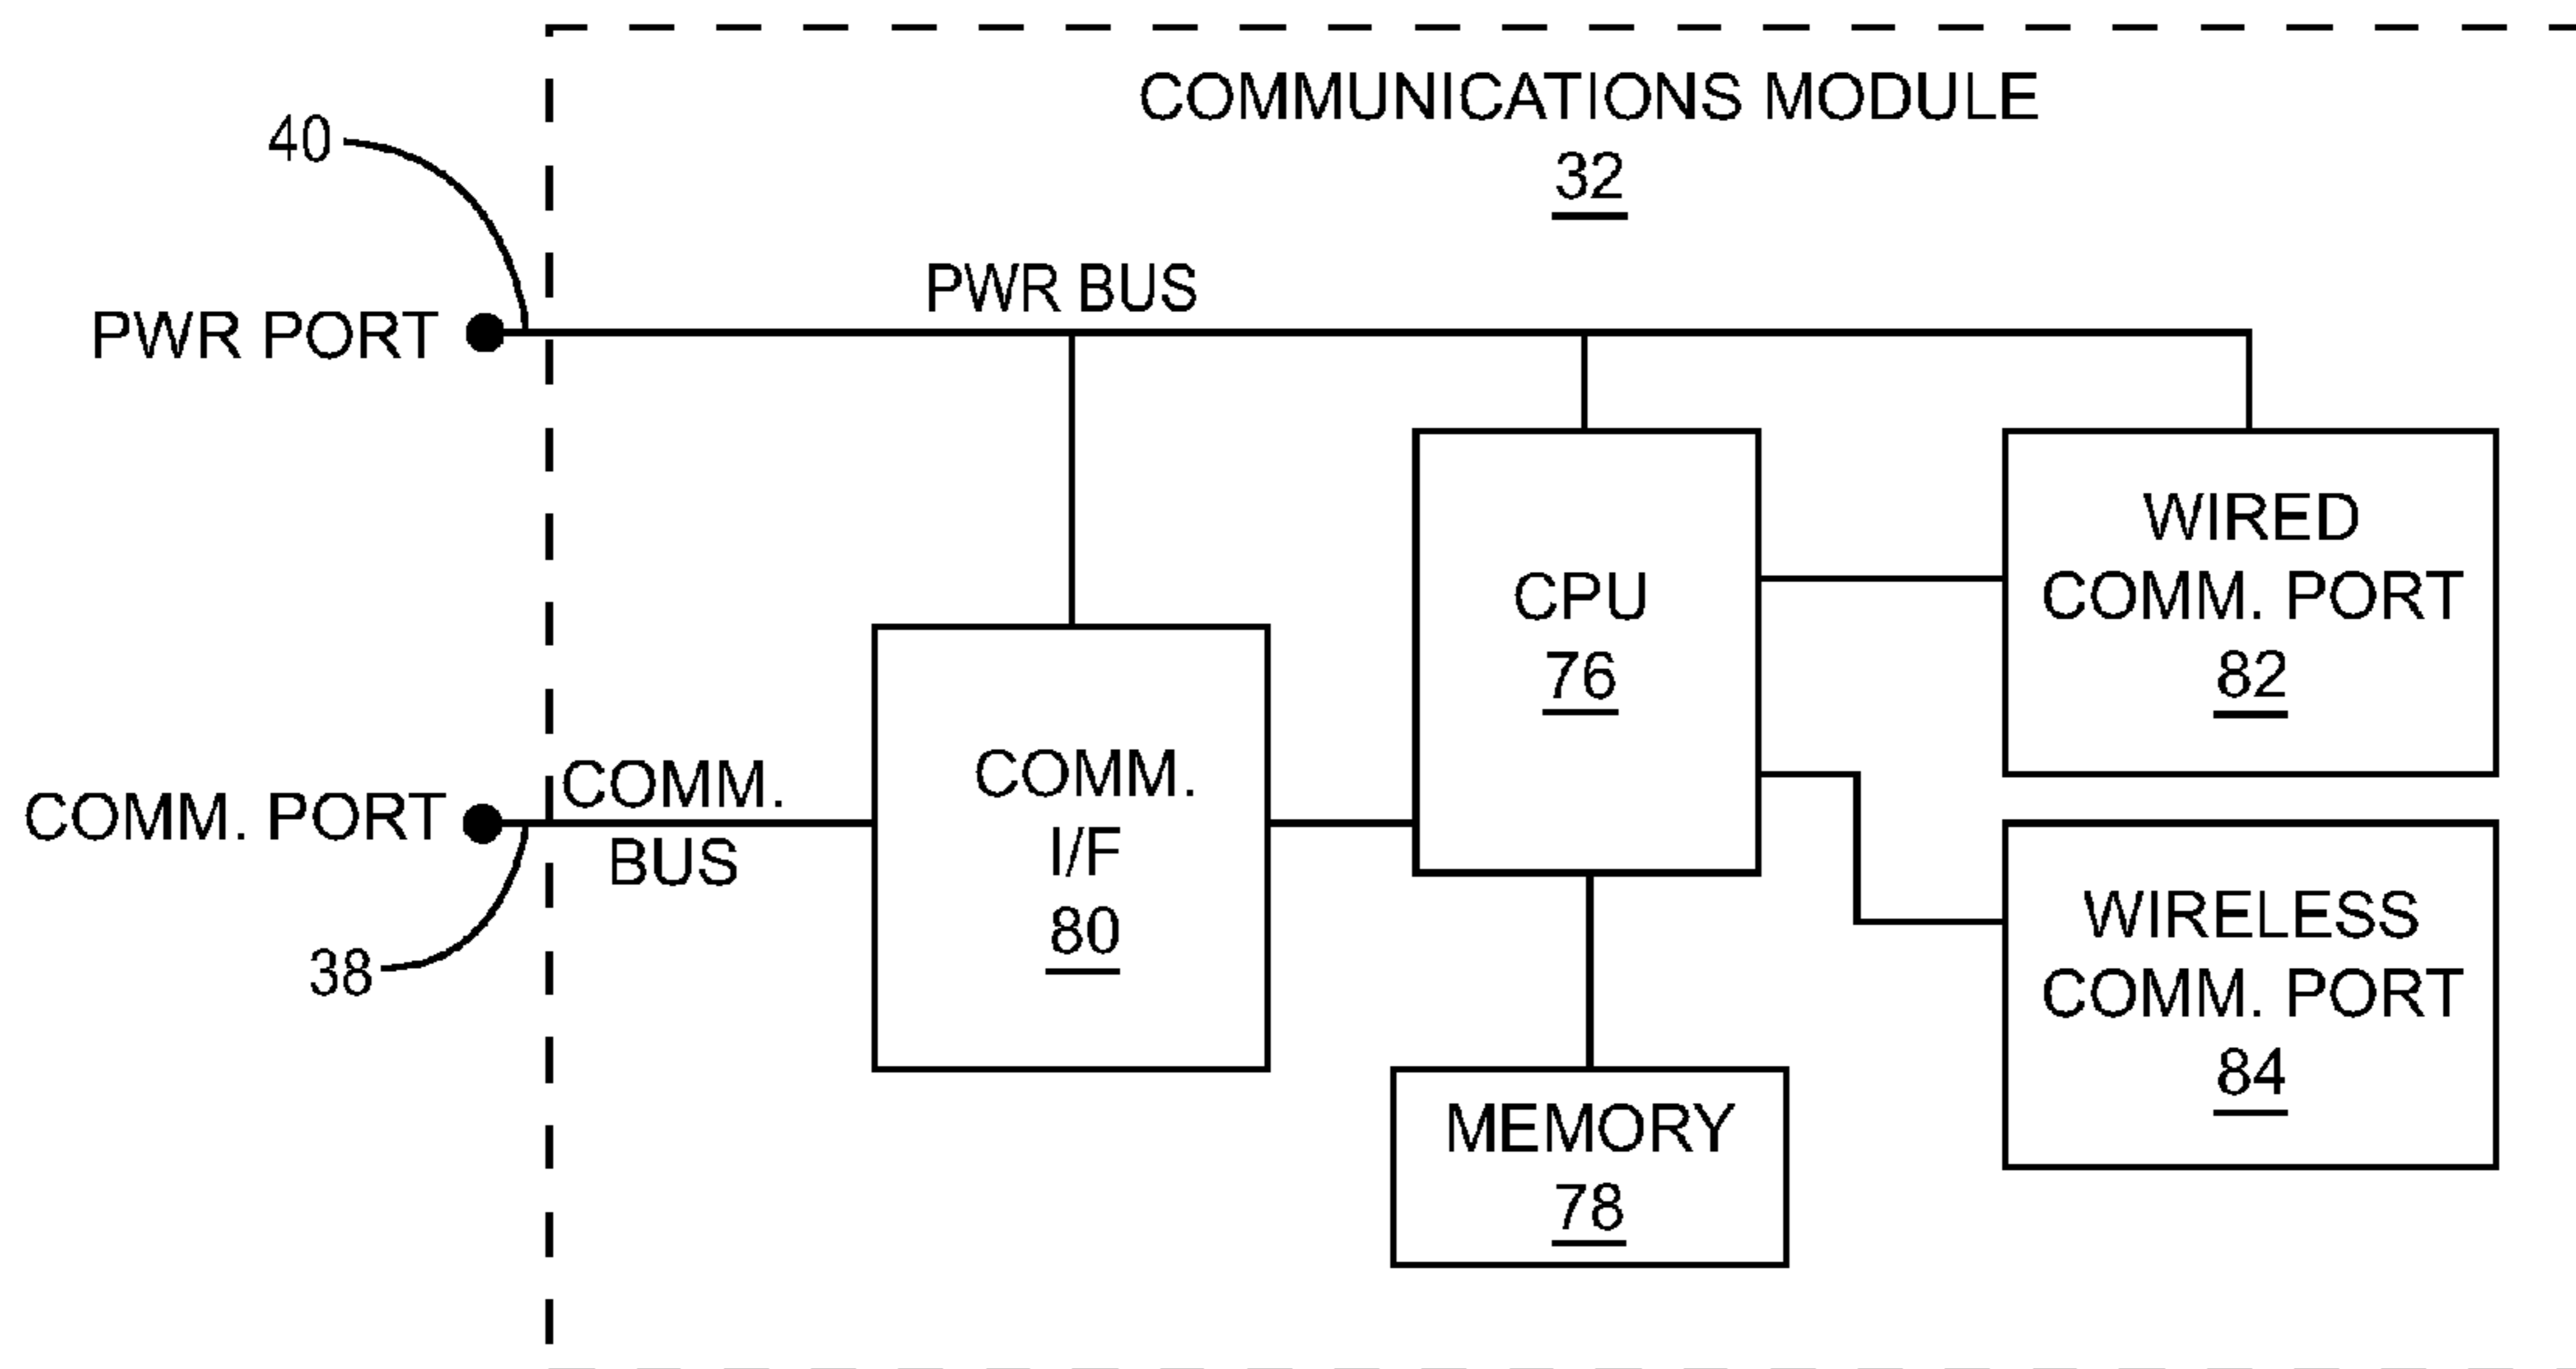 COMMUNICATIONS MODULE
32
40
PWR BUS
PWR PORT
WIRED
COMM. PORT
82
CPU
76
COMM.
BUS
COMM. PORT
38
COMM.
I/F
80
WIRELESS
COMM. PORT
84
MEMORY
78